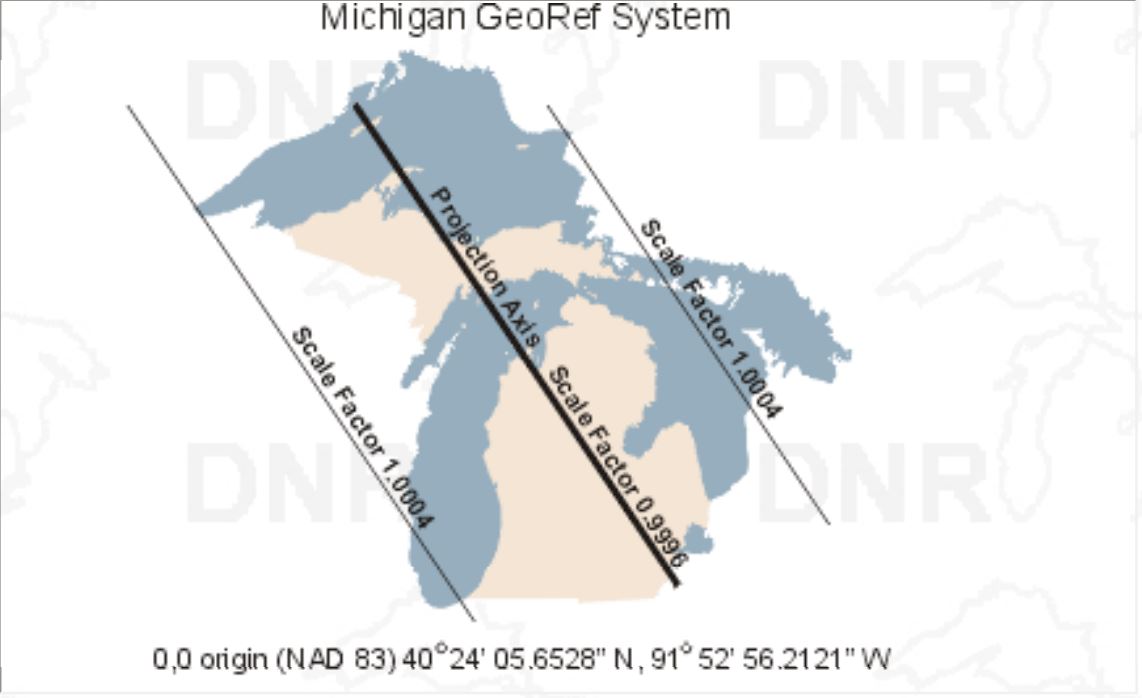 Michigan GeoRef System
DNR
DNR
Projection Axis
Scale Factor 0.9996
Scale Factor 1.0004
Scale Factor 1.0004
DNR
DNR
0,0 origin (NAD 83) 40°24' 05.6528" N, 91° 52' 56.2121" W